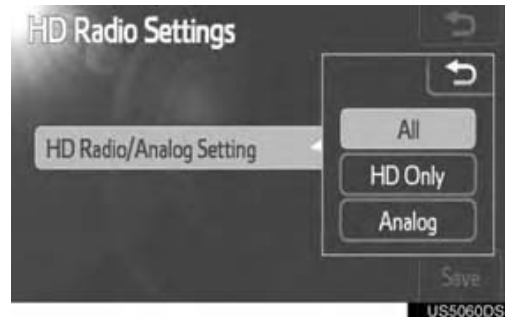 HD Radio Settings
All
HD Radio/Analog Setting
HD Only
Analog
Save
US5060DS